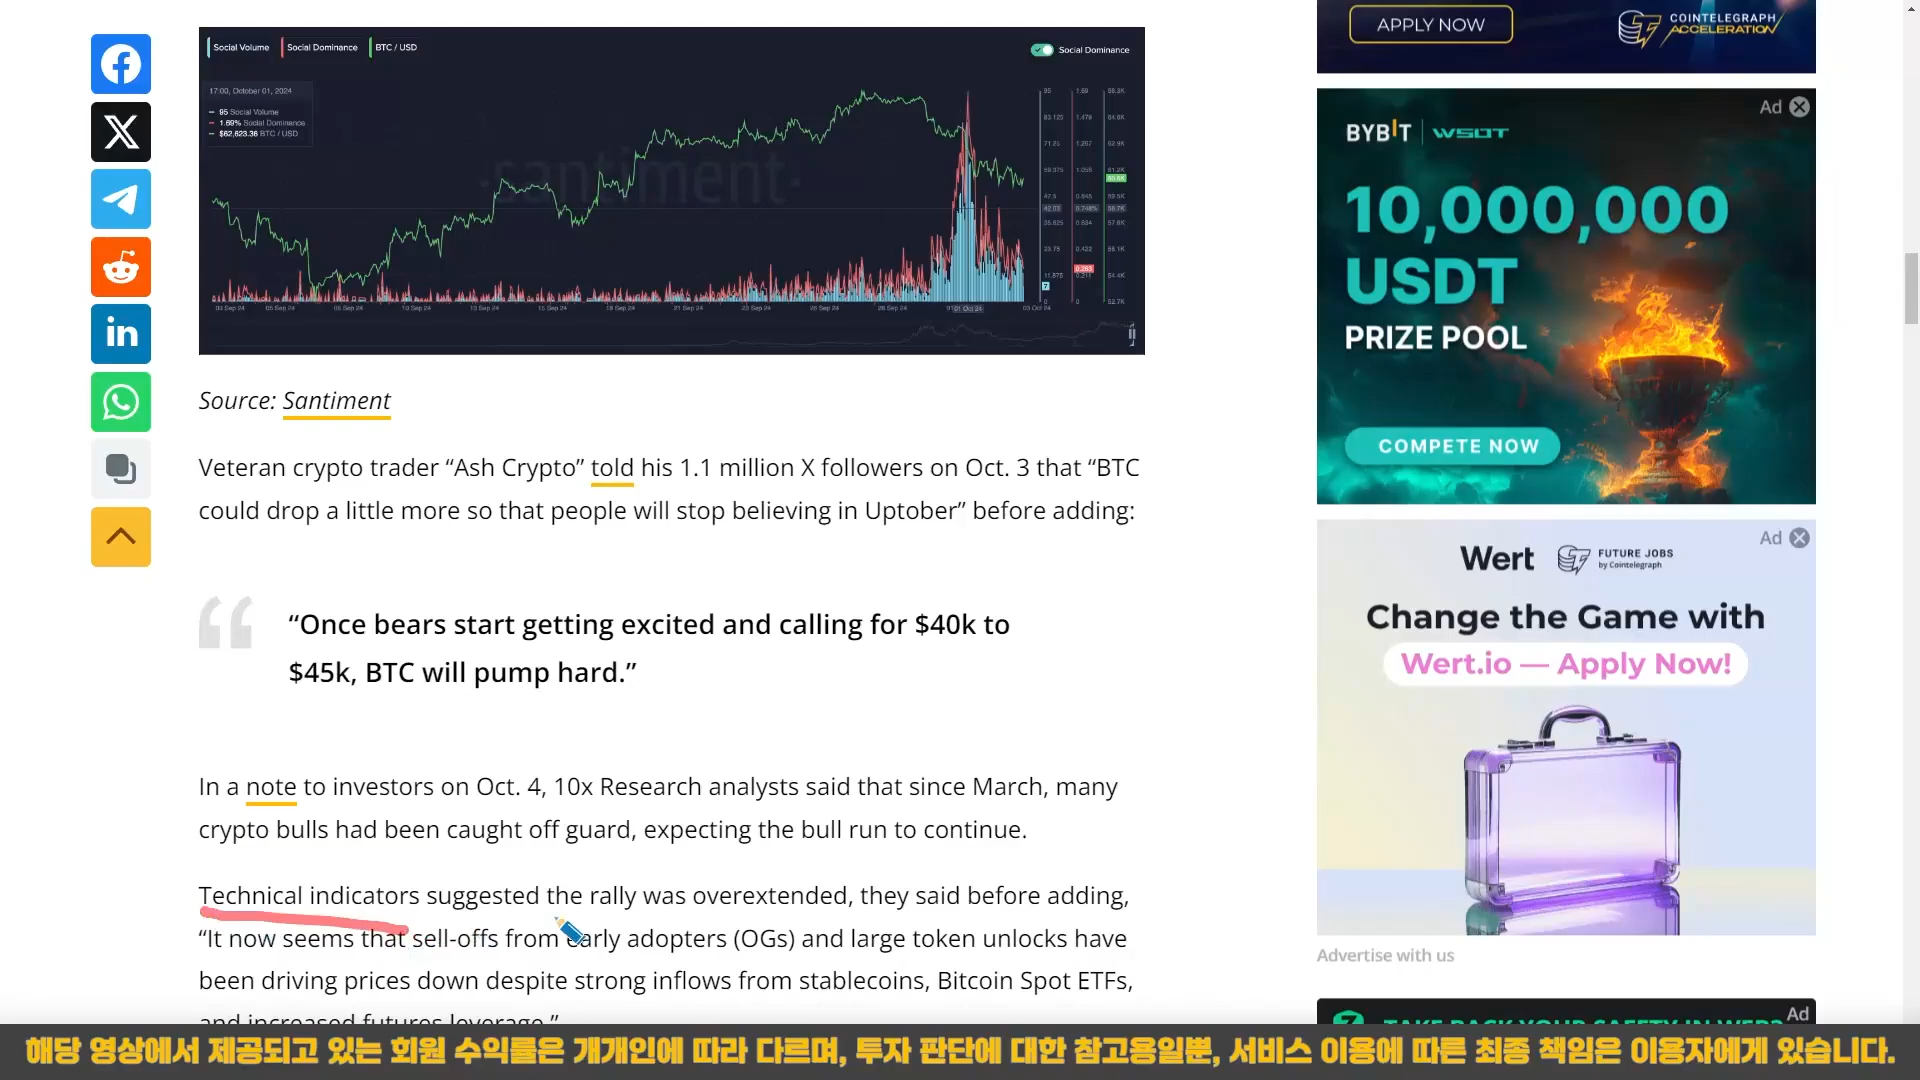 Social Volume
Social Dominance
BTC / USD
Social Dominance
17:00, October 01, 2024
95 Social Volume
1.69% Social Dominance
$62,623.36 BTC / USD
santiment
Source: Santiment
Veteran crypto trader “Ash Crypto” told his 1.1 million X followers on Oct. 3 that “BTC
could drop a little more so that people will stop believing in Uptober” before adding:
“Once bears start getting excited and calling for $40k to
$45k, BTC will pump hard.”
In a note to investors on Oct. 4, 10x Research analysts said that since March, many
crypto bulls had been caught off guard, expecting the bull run to continue.
Technical indicators suggested the rally was overextended, they said before adding,
“It now seems that sell-offs from early adopters (OGs) and large token unlocks have
been driving prices down despite strong inflows from stablecoins, Bitcoin Spot ETFs,
and increased futures leverage.”
APPLY NOW
COINTELEGRAPH
ACCELERATION
Ad
BYBIT | WSOT
10,000,000
USDT
PRIZE POOL
COMPETE NOW
Ad
Wert
FUTURE JOBS
by Cointelegraph
Change the Game with
Wert.io — Apply Now!
Advertise with us
Ad
TAKE BACK YOUR SAFETY IN WEB3
해당 영상에서 제공되고 있는 회원 수익률은 개개인에 따라 다르며, 투자 판단에 대한 참고용일뿐, 서비스 이용에 따른 최종 책임은 이용자에게 있습니다.